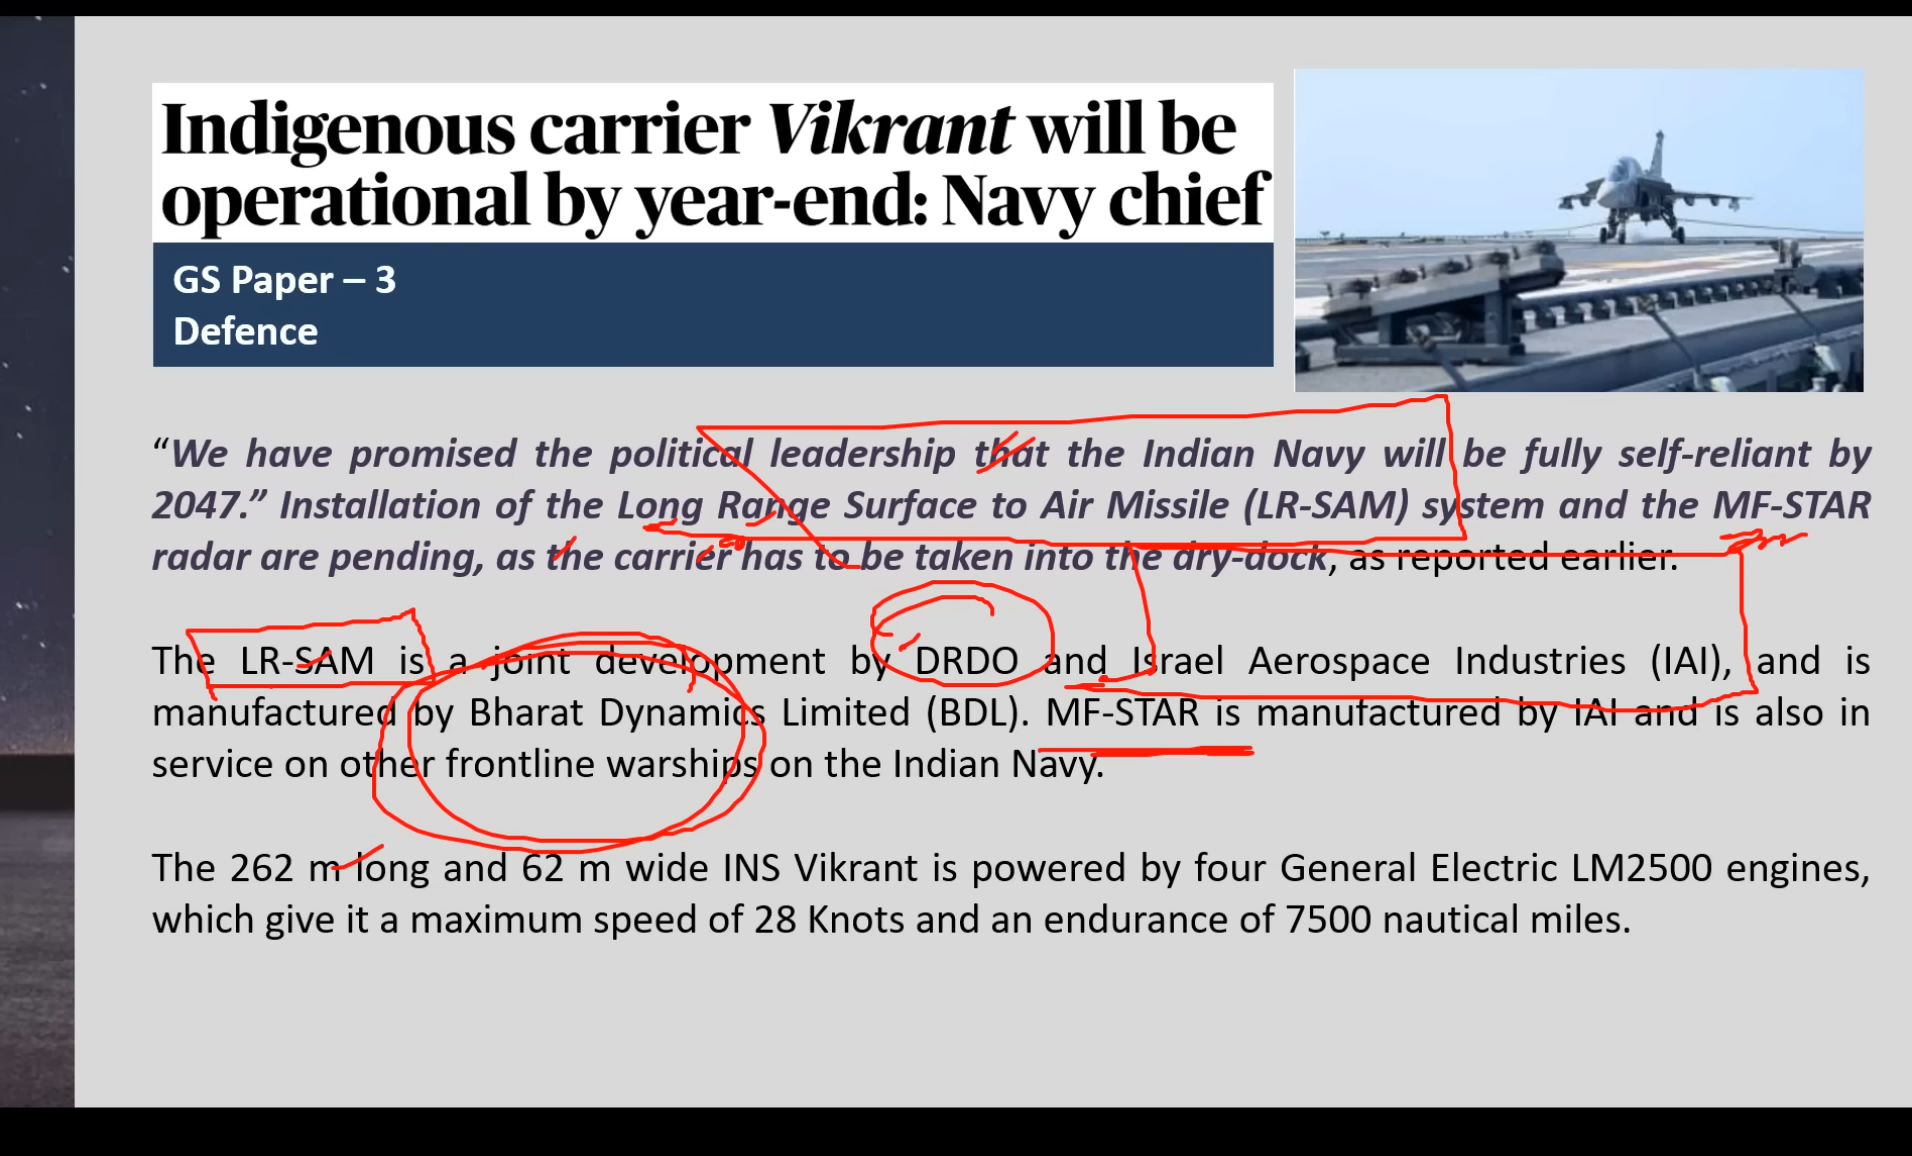 Indigenous carrier Vikrant will be
operational by year-end: Navy chief
GS Paper – 3
Defence
“We have promised the political leadership that the Indian Navy will be fully self-reliant by
2047.” Installation of the Long Range Surface to Air Missile (LR-SAM) system and the MF-STAR
radar are pending, as the carrier has to be taken into the dry-dock, as reported earlier.
The LR-SAM is a joint development by DRDO and Israel Aerospace Industries (IAI), and is
manufactured by Bharat Dynamics Limited (BDL). MF-STAR is manufactured by IAI and is also in
service on other frontline warships on the Indian Navy.
The 262 m long and 62 m wide INS Vikrant is powered by four General Electric LM2500 engines,
which give it a maximum speed of 28 Knots and an endurance of 7500 nautical miles.